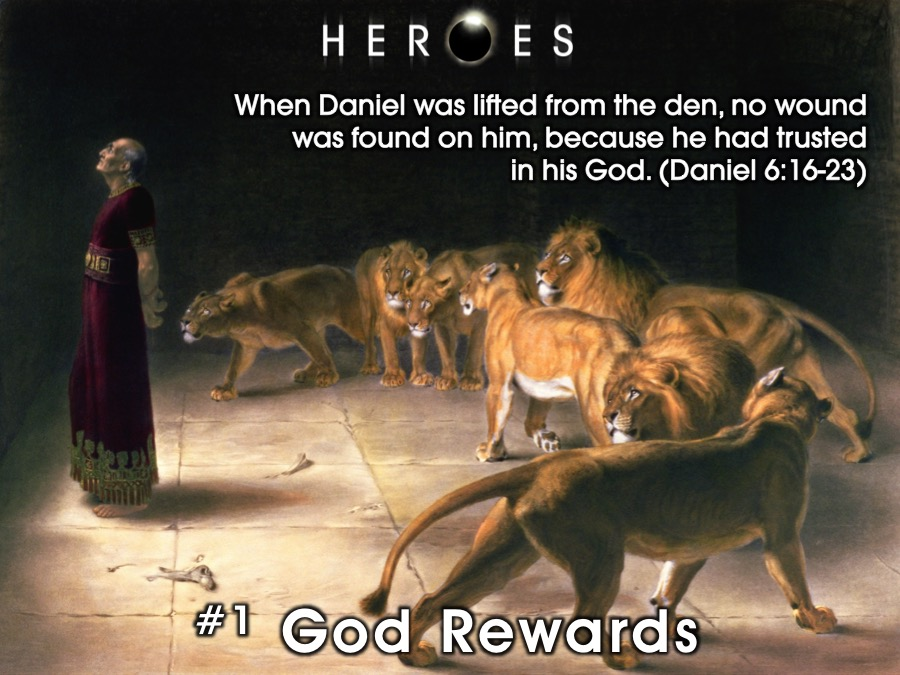 HEROES
When Daniel was lifted from the den, no wound
was found on him, because he had trusted
in his God. (Daniel 6:16-23)
#1 God Rewards